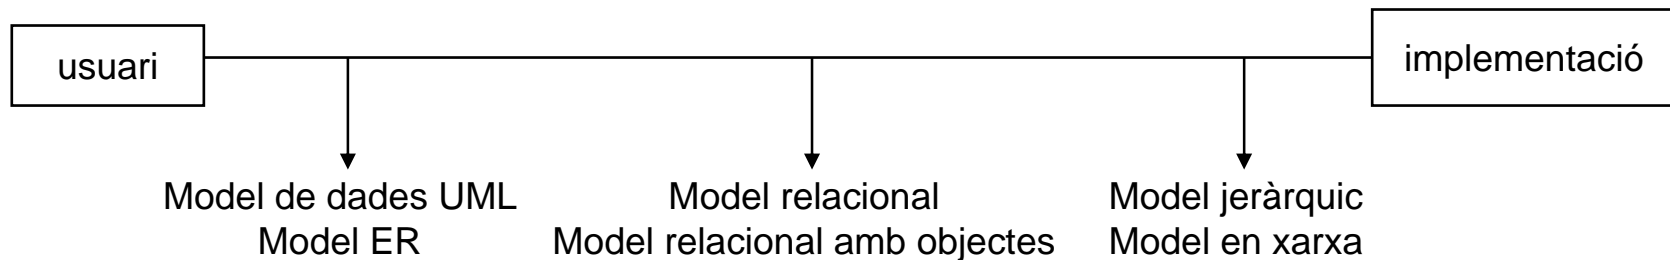 usuari
implementació
Model de dades UML
Model ER
Model relacional
Model relacional amb objectes
Model jeràrquic
Model en xarxa